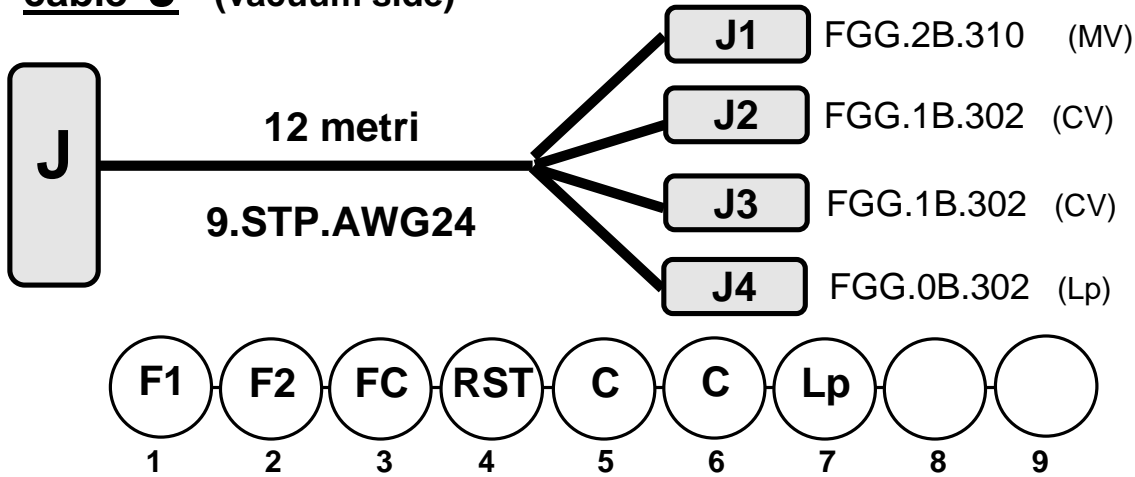 cable J (vacuum side)
J1 FGG.2B.310 (MV)
J 12 metri J2 FGG.1B.302 (CV)
9.STP.AWG24 J3 FGG.1B.302 (CV)
J4 FGG.0B.302 (Lp)
F1 F2 FC RST C C Lp
1 2 3 4 5 6 7 8 9